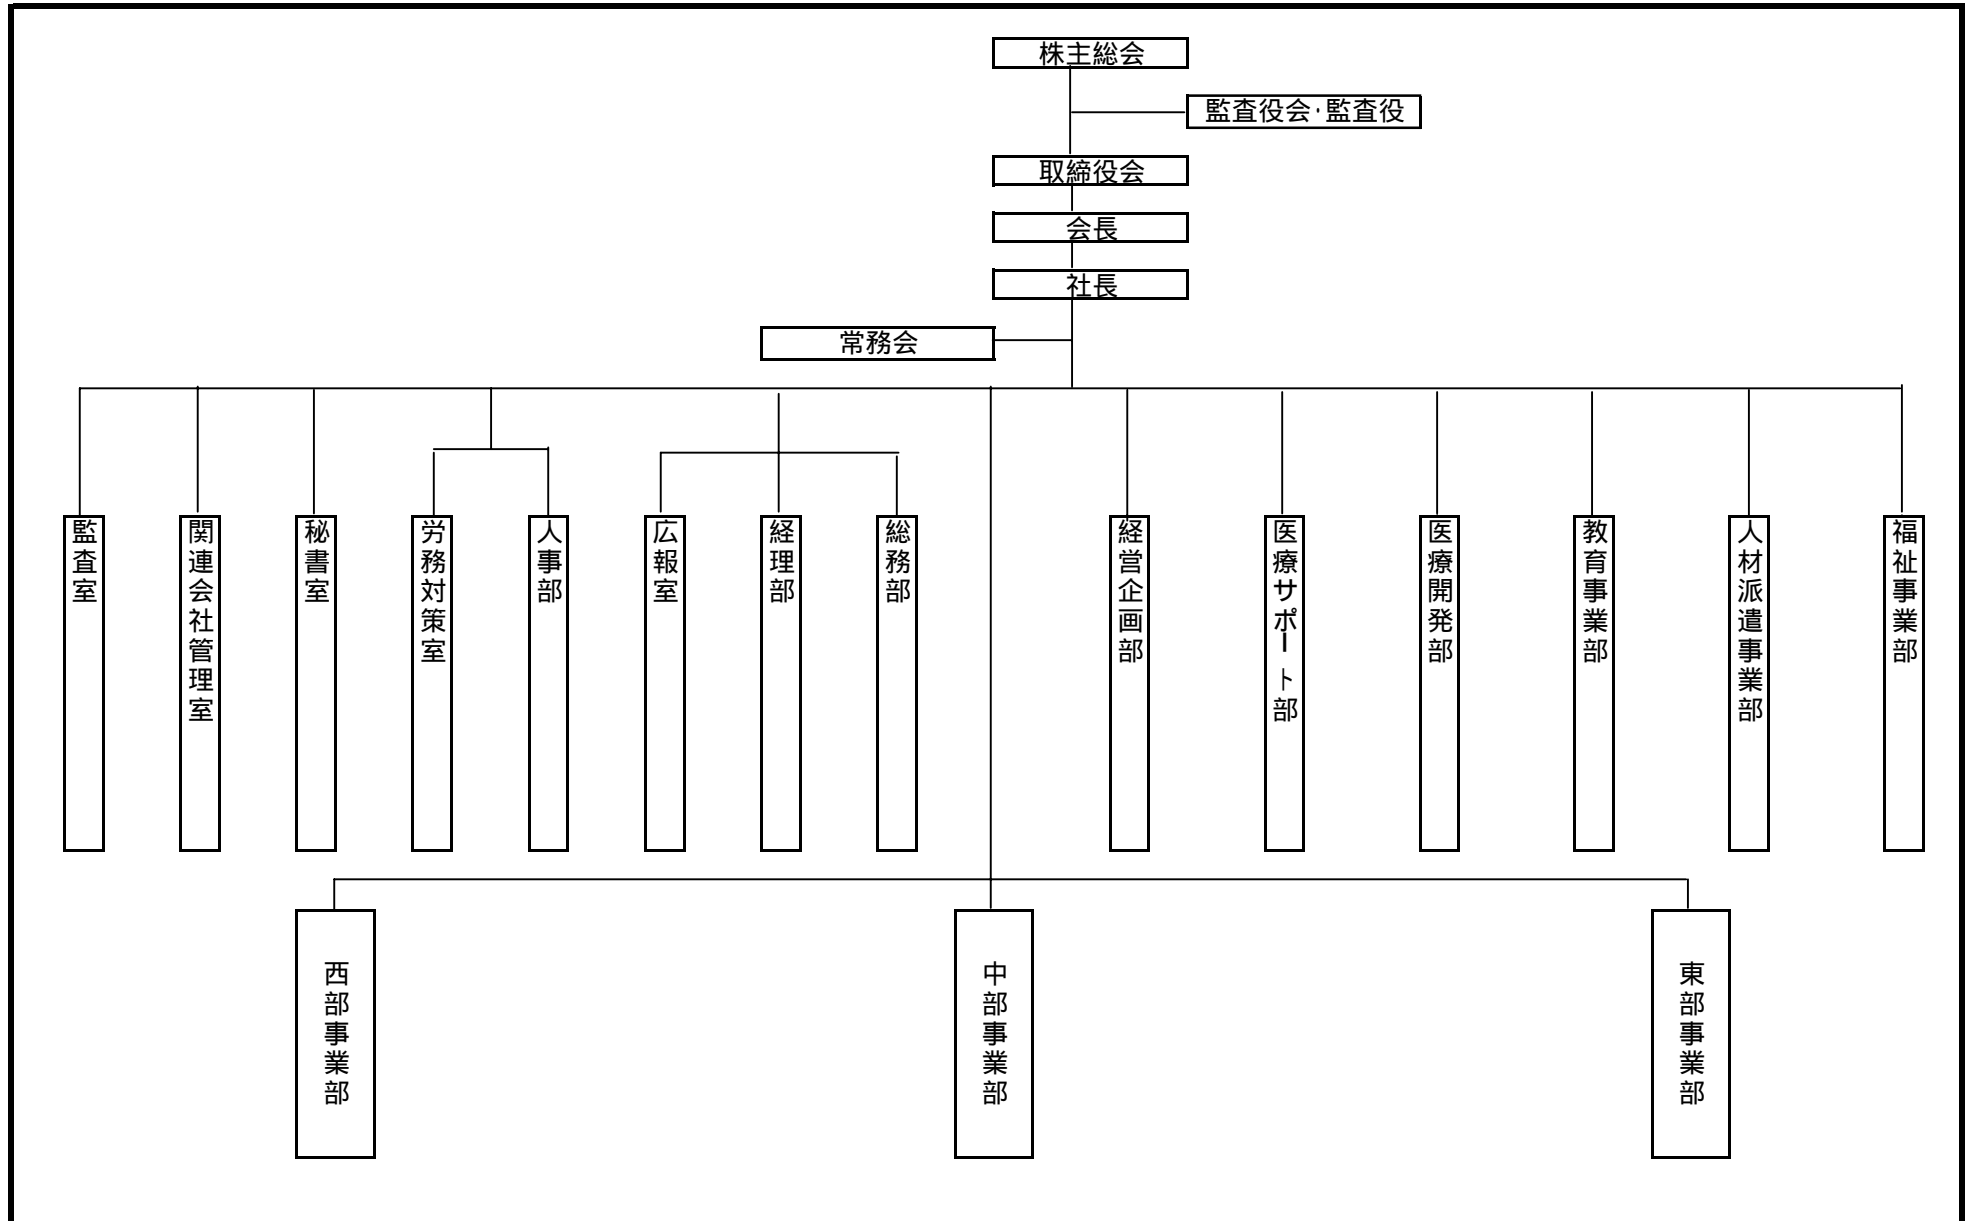 株主総会
監査役会･監査役
取締役会
会長
社長
常務会
監査室
関連会社管理室
秘書室
労務対策室
人事部
広報室
経理部
総務部
経営企画部
医療サポート部
医療開発部
教育事業部
人材派遣事業部
福祉事業部
西部事業部
中部事業部
東部事業部